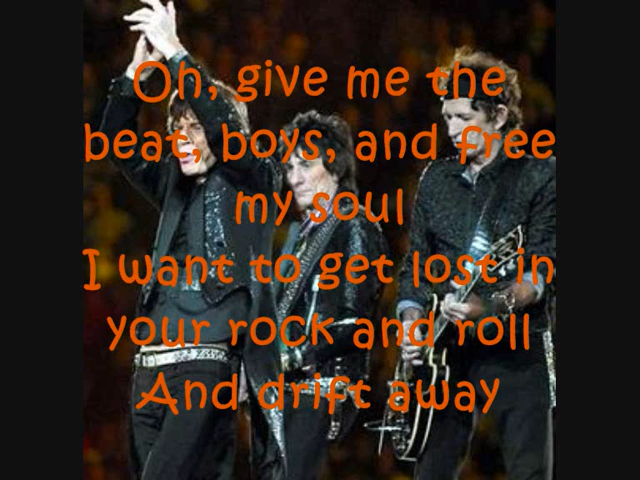 Oh, give me the
beat, boys, and free
my soul
I want to get lost in
your rock and roll
And drift away